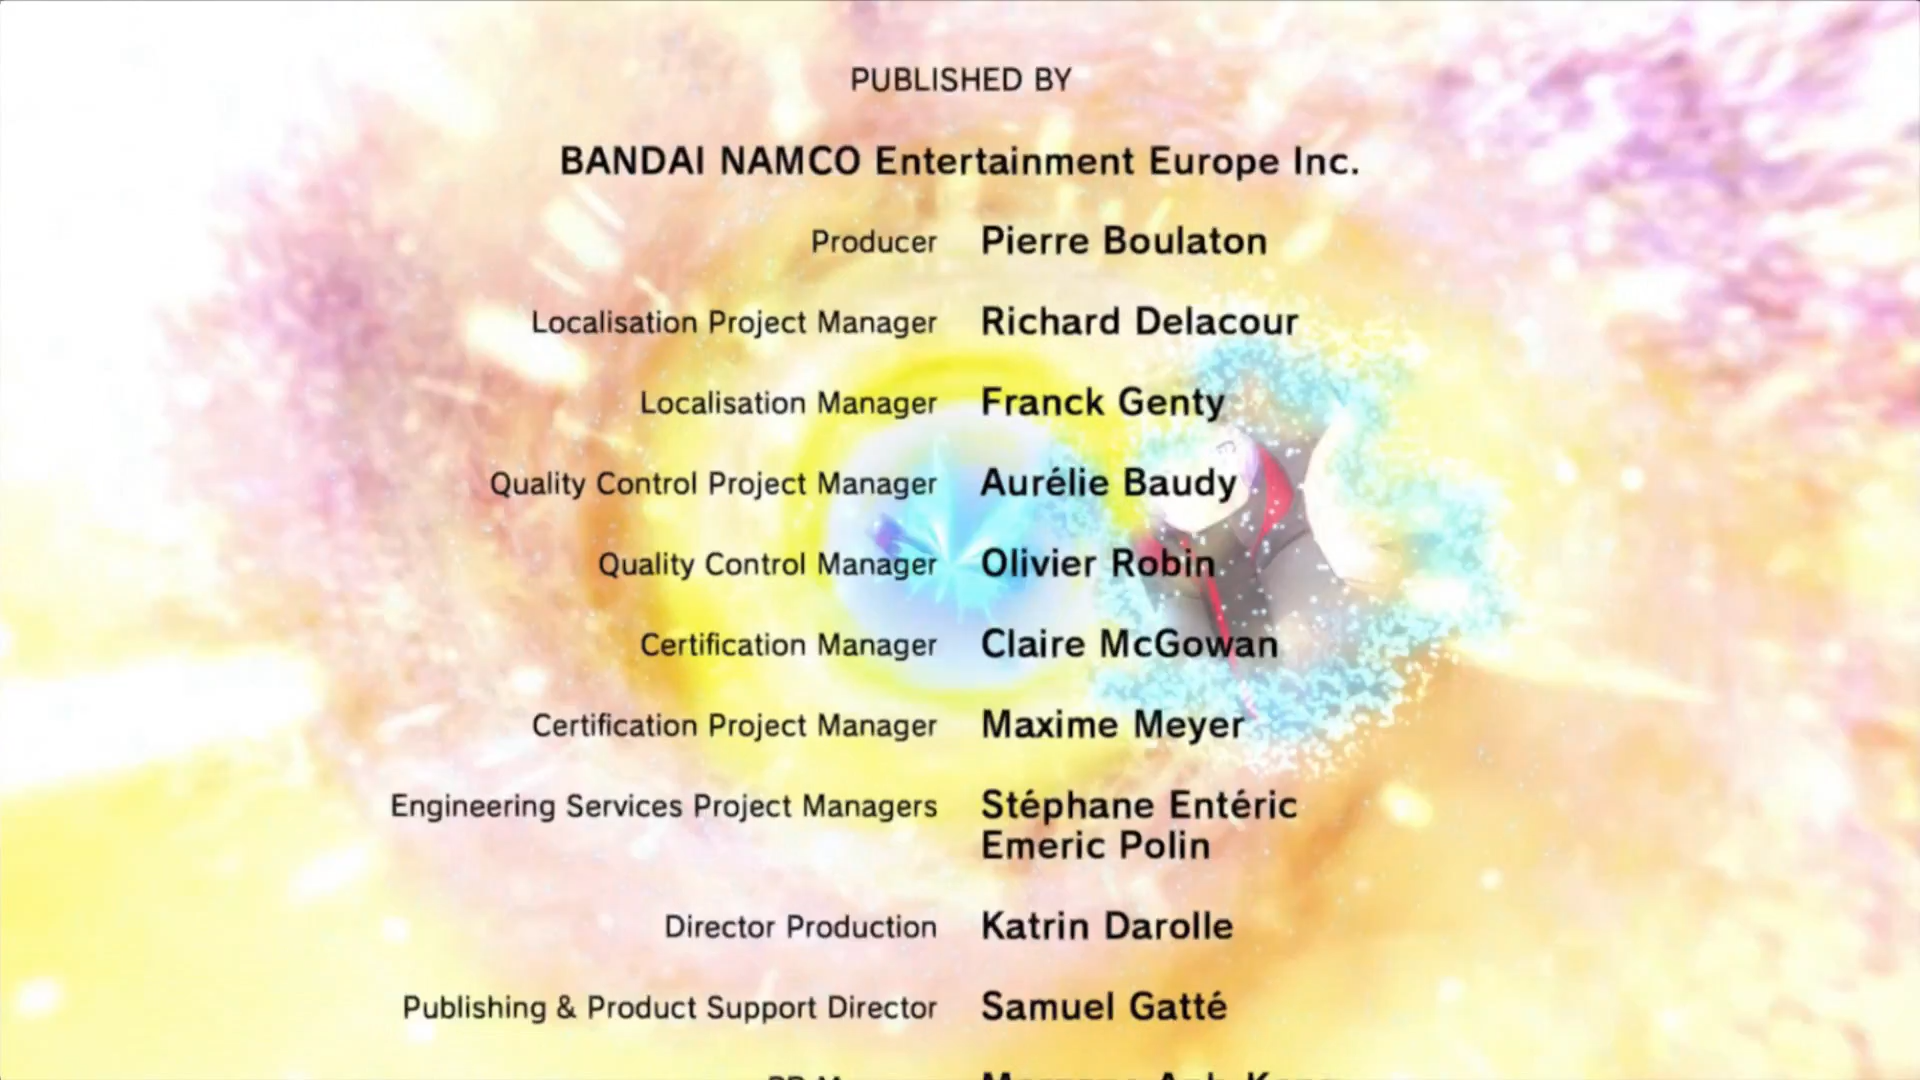 PUBLISHED BY
BANDAI NAMCO Entertainment Europe Inc.
Producer Pierre Boulaton
Localisation Project Manager Richard Delacour
Localisation Manager Franck Genty
Quality Control Project Manager Aurélie Baudy
Quality Control Manager Olivier Robin
Certification Manager Claire McGowan
Certification Project Manager Maxime Meyer
Engineering Services Project Managers Stéphane Entéric
Emeric Polin
Director Production Katrin Darolle
Publishing & Product Support Director Samuel Gatté